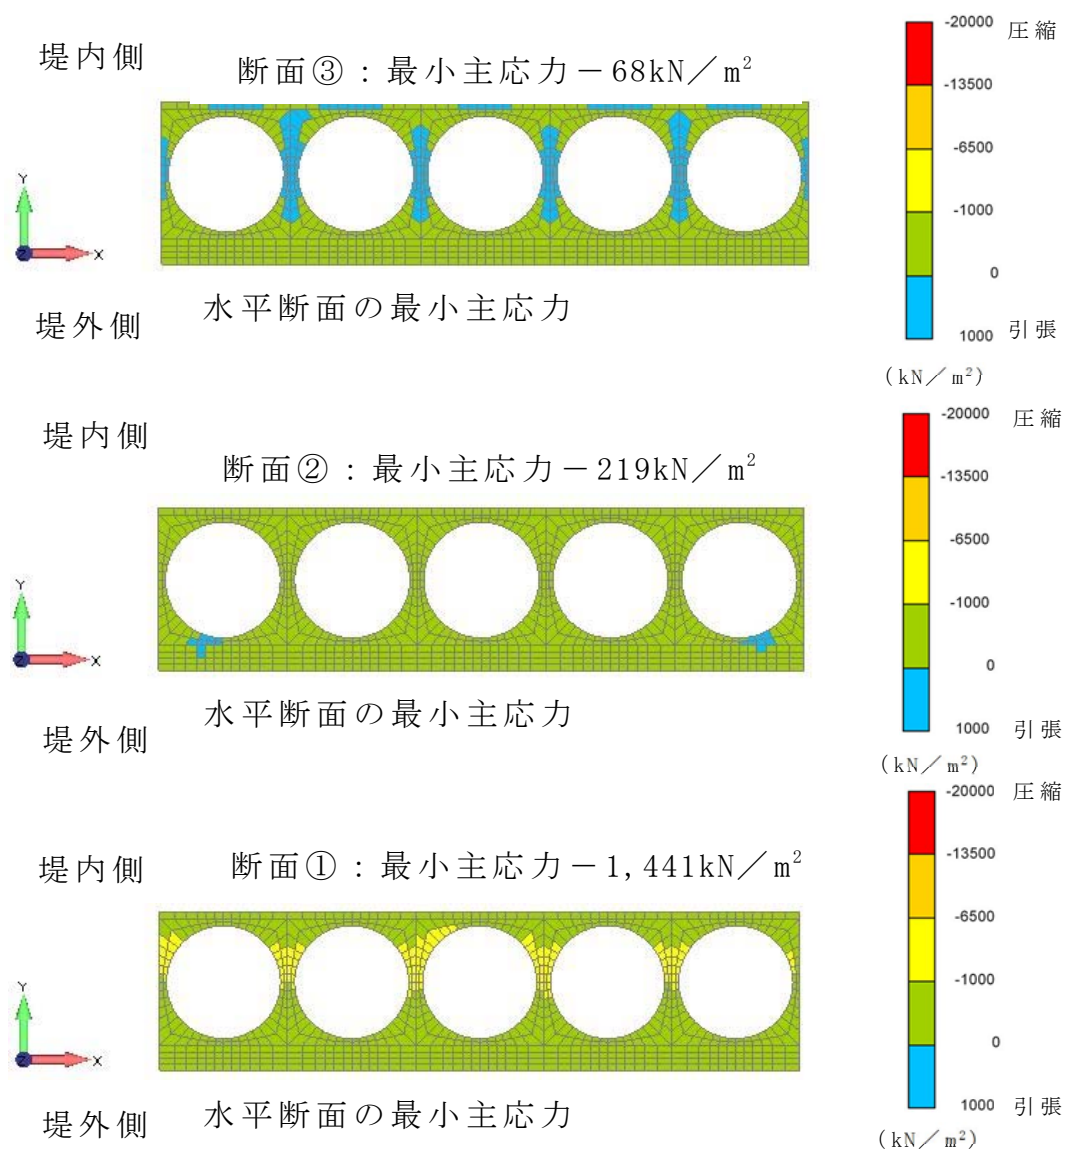 堤内側
断面③：最小主応力－68kN／m²
Y
Z
X
堤外側
水平断面の最小主応力
-20000 圧縮
-13500
-6500
-1000
0
1000 引張
(kN／m²)
堤内側
断面②：最小主応力－219kN／m²
Y
Z
X
堤外側
水平断面の最小主応力
-20000 圧縮
-13500
-6500
-1000
0
1000 引張
(kN／m²)
堤内側
断面①：最小主応力－1,441kN／m²
Y
Z
X
堤外側
水平断面の最小主応力
-20000 圧縮
-13500
-6500
-1000
0
1000 引張
(kN／m²)